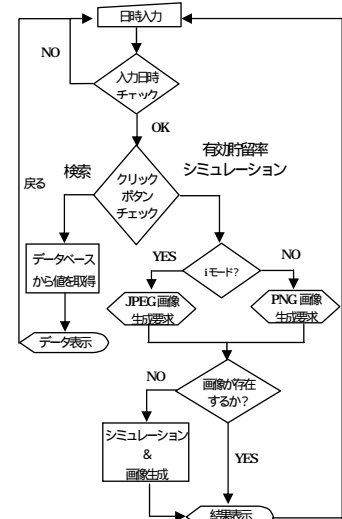 日時入力
NO
入力日時
チェック
OK
有効貯留率
シミュレーション
検索
戻る
クリック
ボタン
チェック
データベース
から値を取得
YES
iモード?
NO
JPEG画像
生成要求
PNG 画像
生成要求
データ表示
NO
画像が存在
するか?
シミュレーション
&
画像生成
YES
結果表示